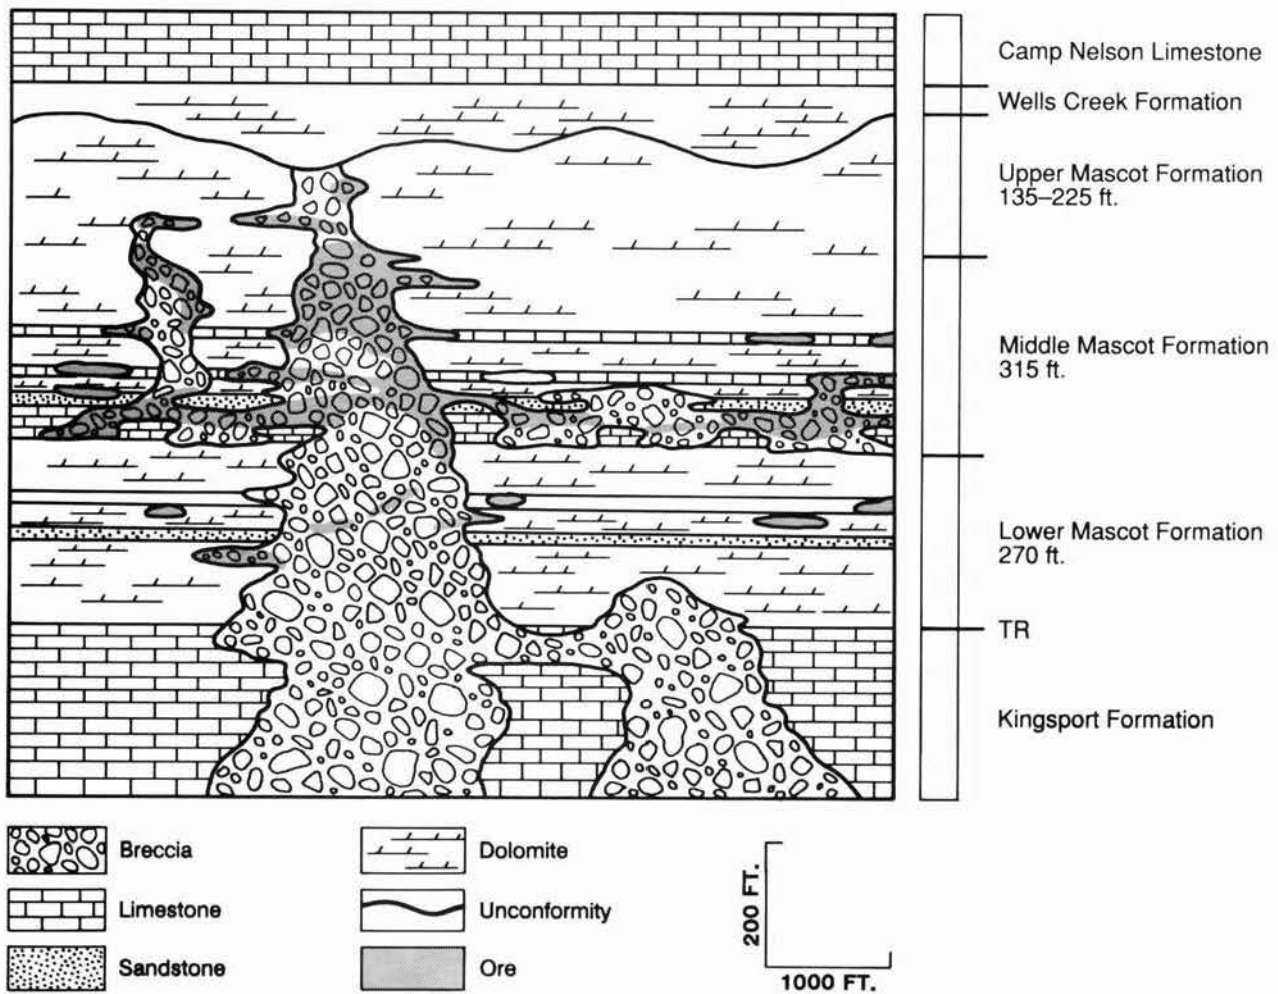 Camp Nelson Limestone
Wells Creek Formation
Upper Mascot Formation
135–225 ft.
Middle Mascot Formation
315 ft.
Lower Mascot Formation
270 ft.
TR
Kingsport Formation
Breccia
Limestone
Sandstone
Dolomite
Unconformity
Ore
200 FT.
1000 FT.